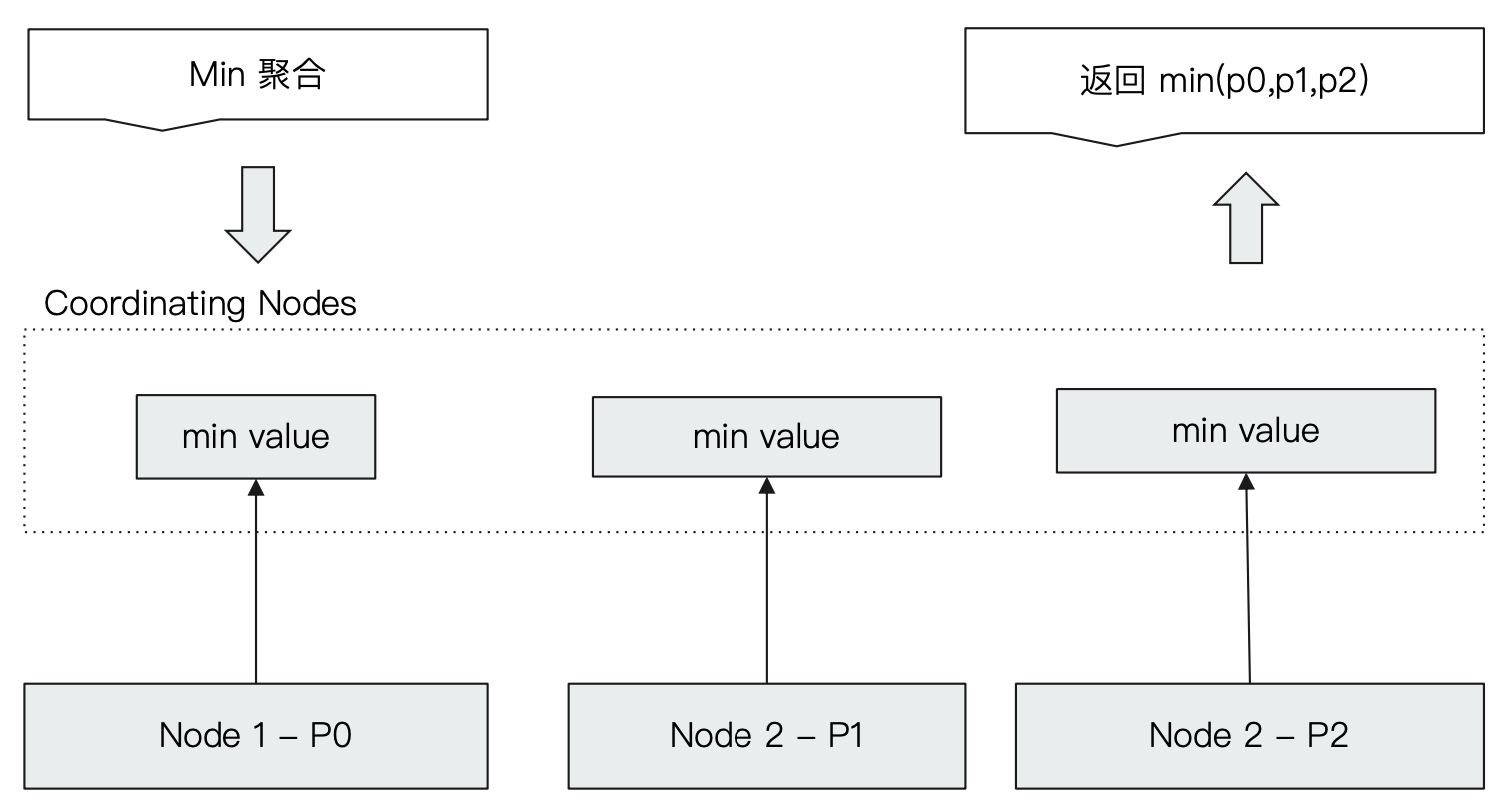 Min 聚合
返回 min(p0,p1,p2)
Coordinating Nodes
min value
min value
min value
Node 1 – P0
Node 2 – P1
Node 2 – P2